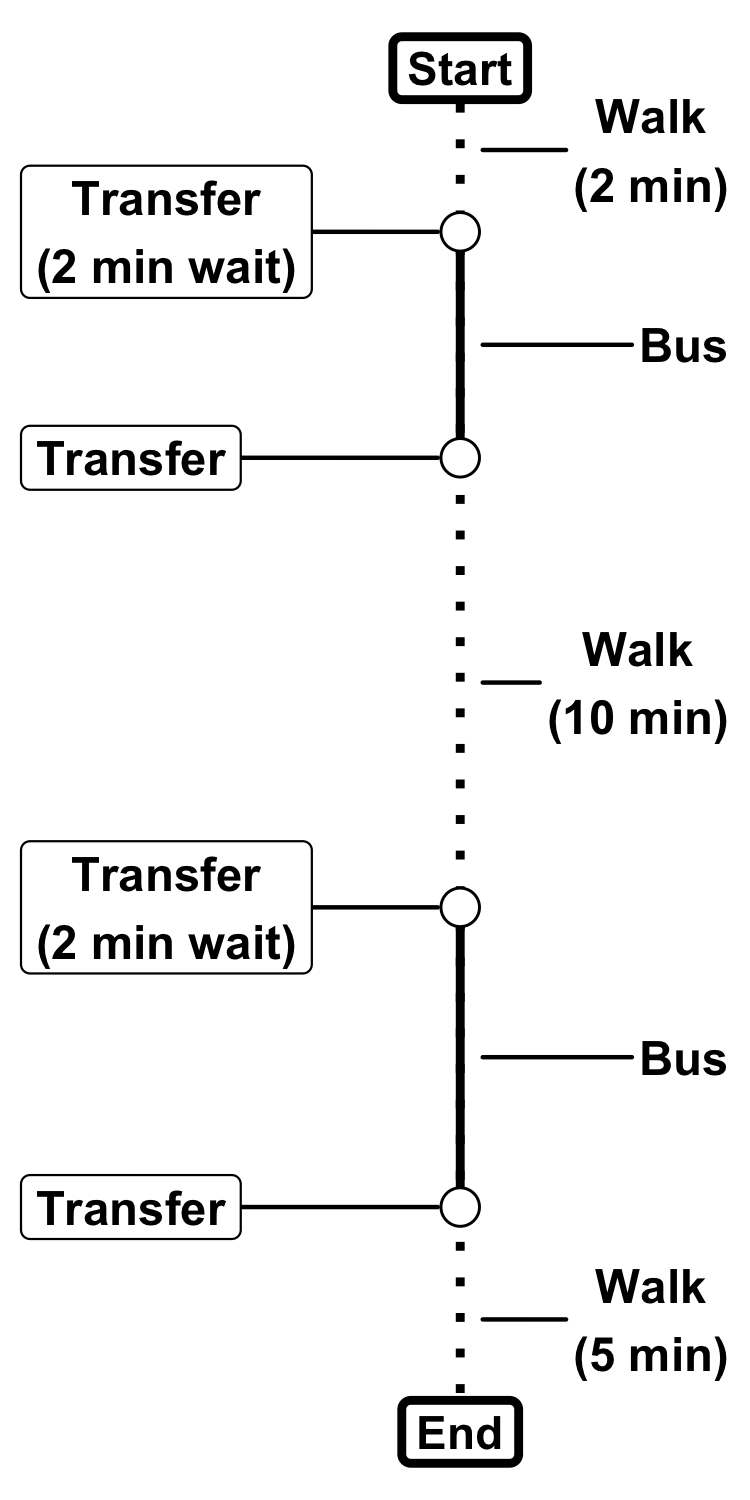 Start
Walk
(2 min)
Transfer
(2 min wait)
Bus
Transfer
Walk
(10 min)
Transfer
(2 min wait)
Bus
Transfer
Walk
(5 min)
End